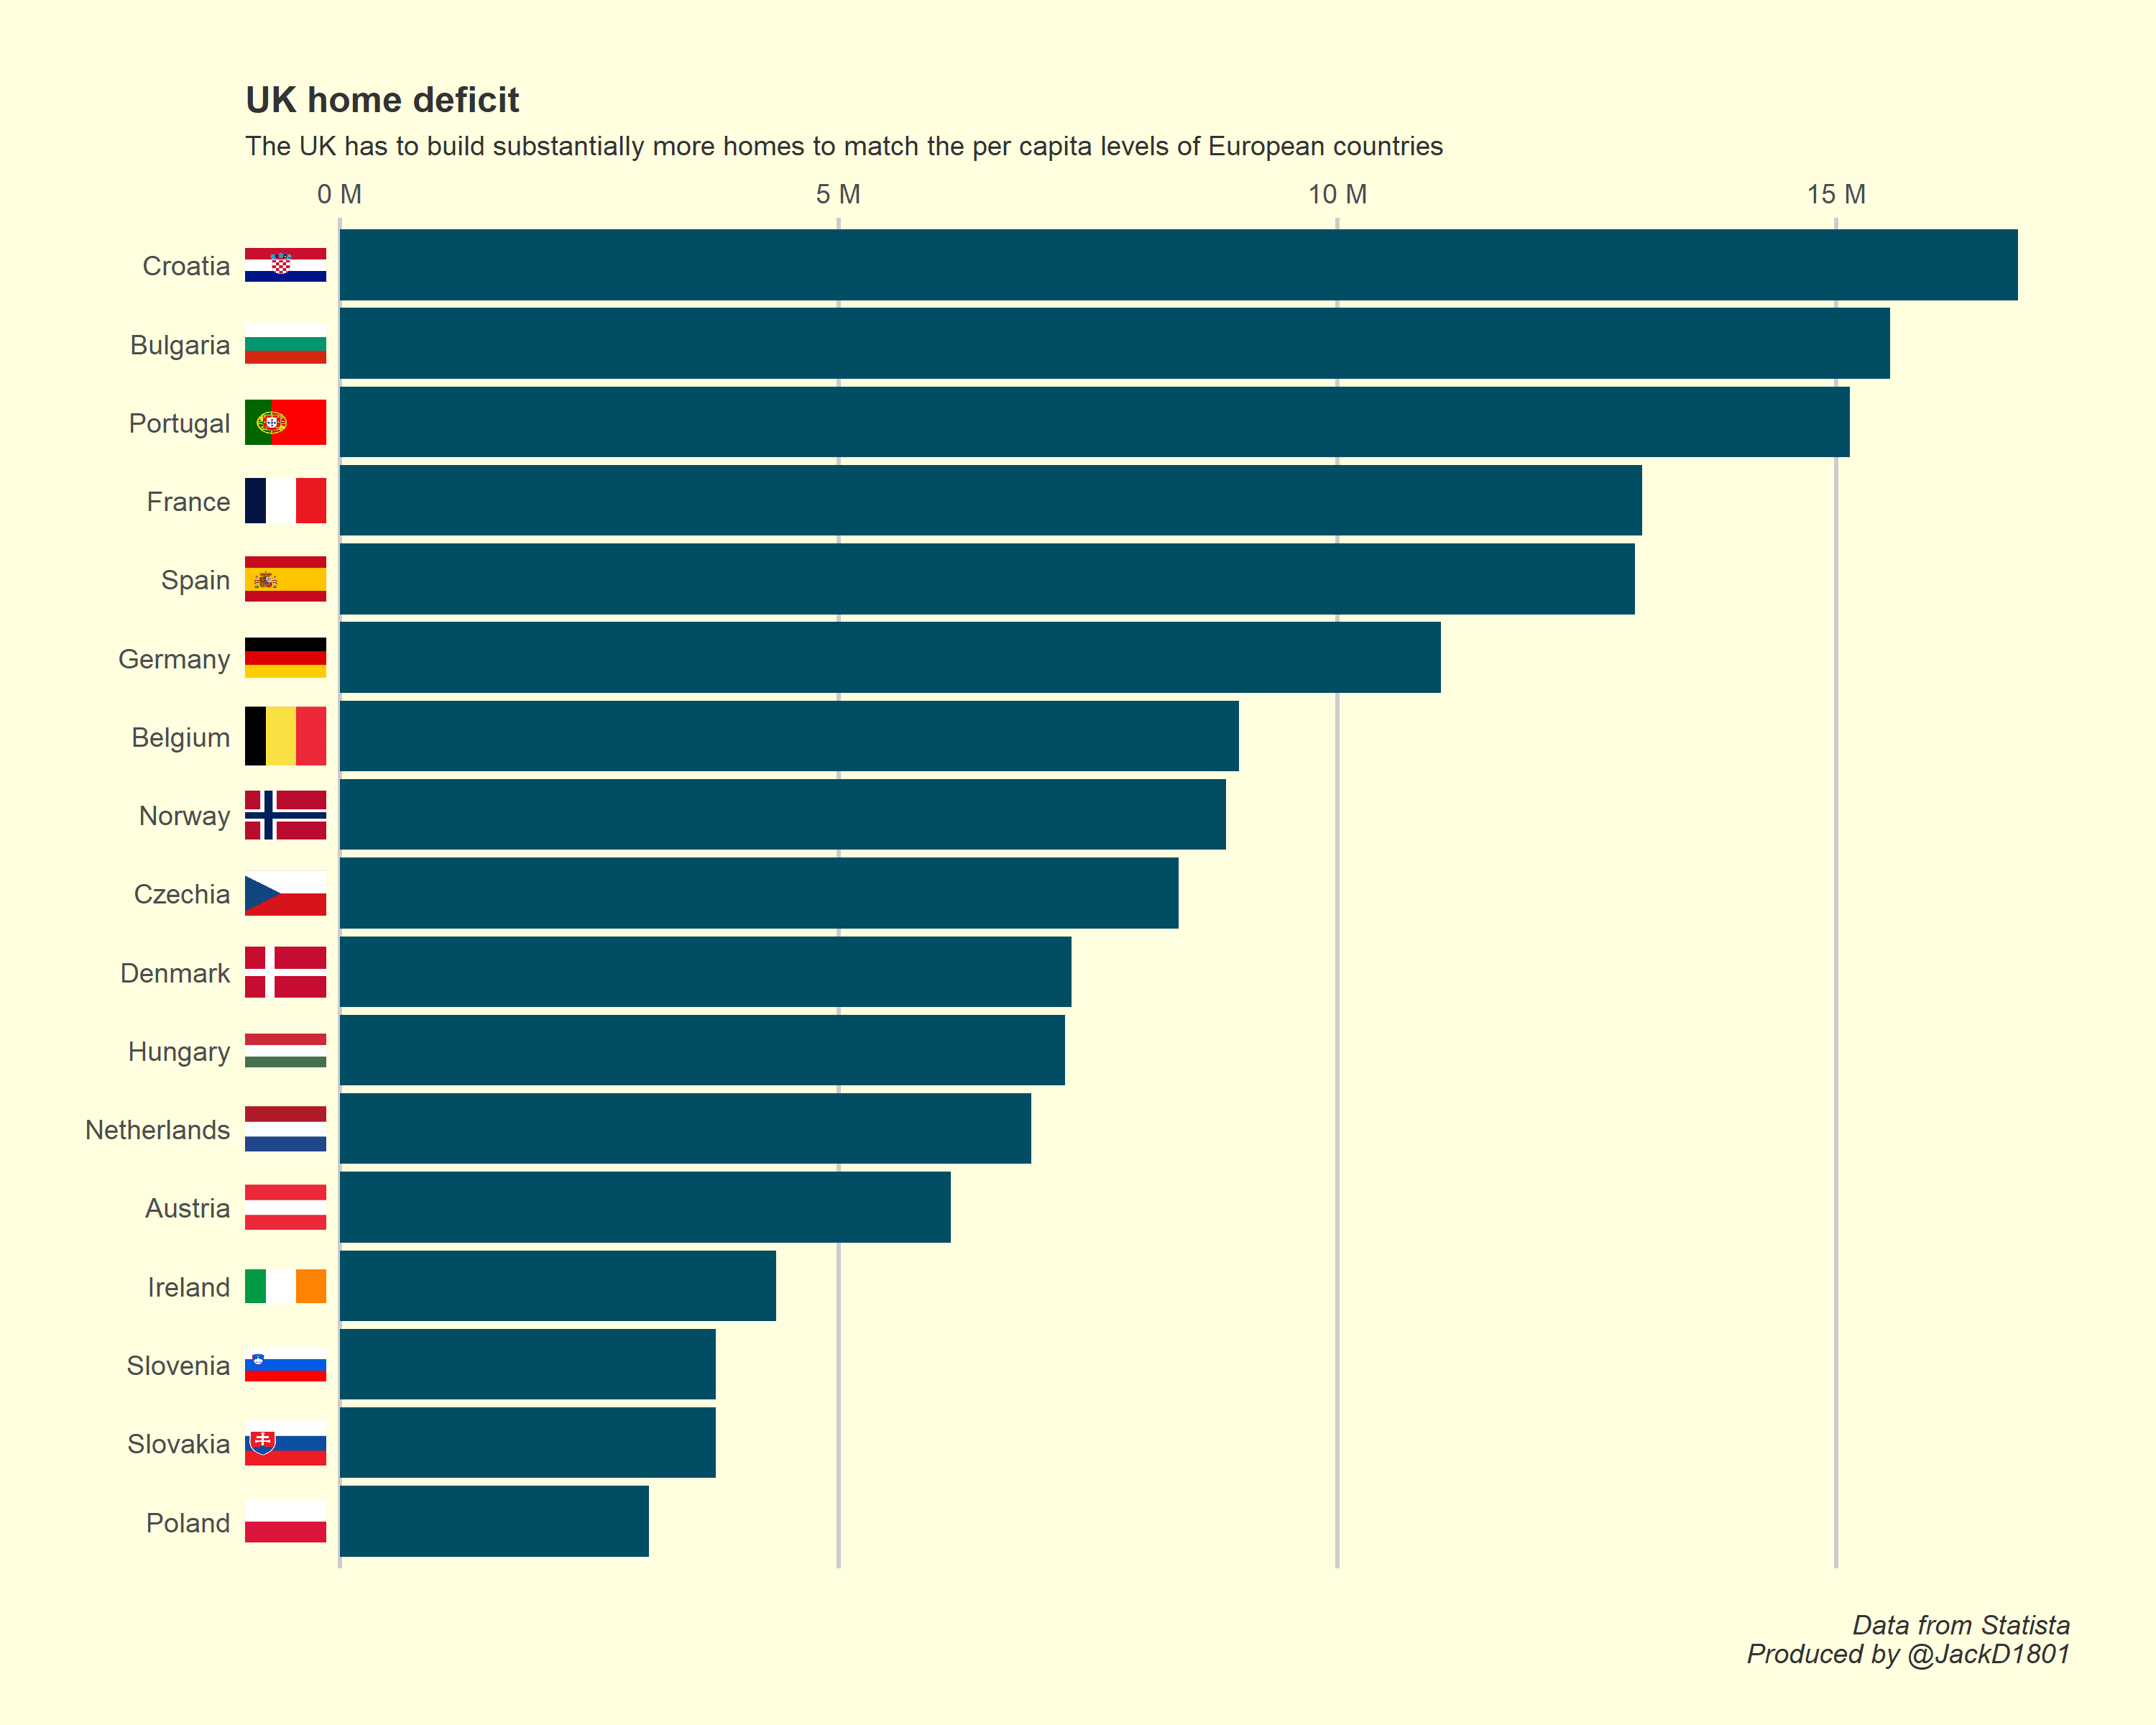 UK home deficit
The UK has to build substantially more homes to match the per capita levels of European countries
0 M 5 M 10 M 15 M
Croatia
Bulgaria
Portugal
France
Spain
Germany
Belgium
Norway
Czechia
Denmark
Hungary
Netherlands
Austria
Ireland
Slovenia
Slovakia
Poland
Data from Statista
Produced by @JackD1801